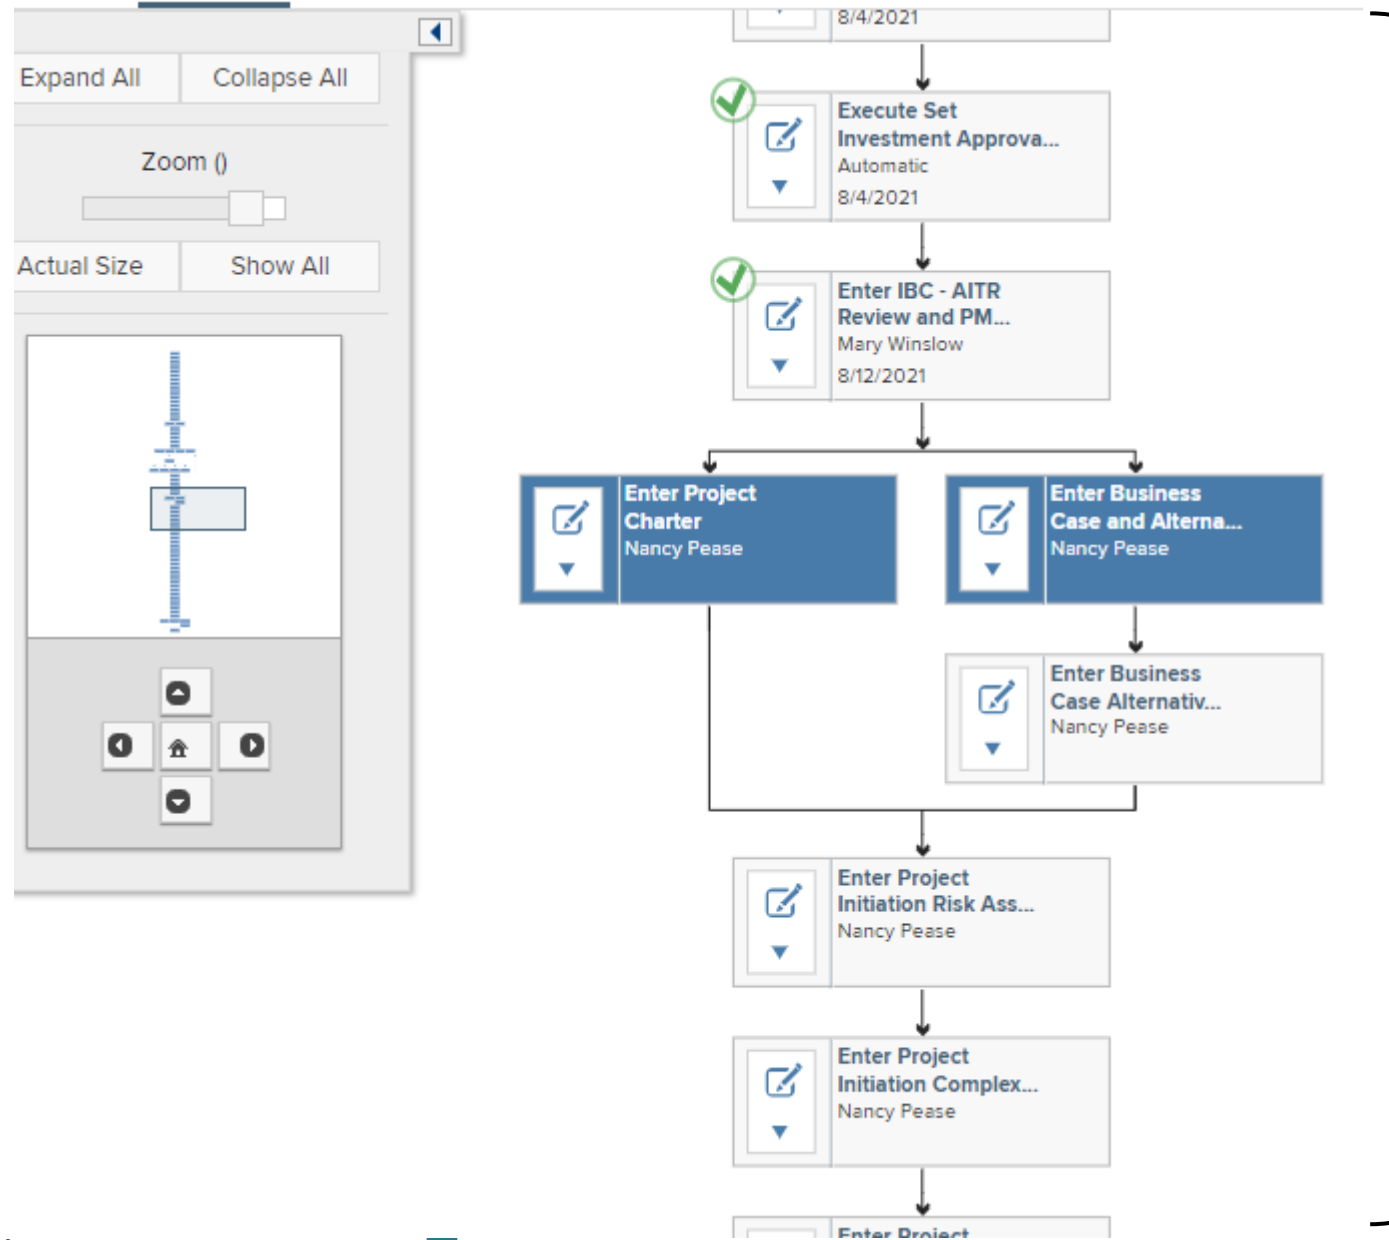 8/4/2021
Expand All
Collapse All
Zoom ()
Actual Size
Show All
Execute Set
Investment Approva...
Automatic
8/4/2021
Enter IBC - AITR
Review and PM...
Mary Winslow
8/12/2021
Enter Project
Charter
Nancy Pease
Enter Business
Case and Alterna...
Nancy Pease
Enter Business
Case Alternativ...
Nancy Pease
Enter Project
Initiation Risk Ass...
Nancy Pease
Enter Project
Initiation Complex...
Nancy Pease
Enter Project